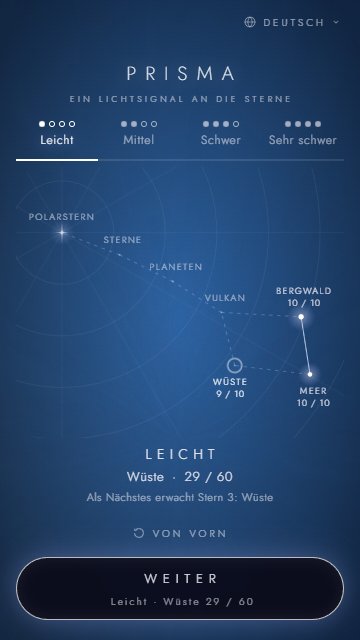 DEUTSCH
PRISMA
EIN LICHTSIGNAL AN DIE STERNE
Leicht
Mittel
Schwer
Sehr schwer
POLARSTERN
STERNE
PLANETEN
VULKAN
BERGWALD
10 / 10
WÜSTE
9 / 10
MEER
10 / 10
LEICHT
Wüste · 29 / 60
Als Nächstes erwacht Stern 3: Wüste
VON VORN
WEITER
Leicht · Wüste 29 / 60